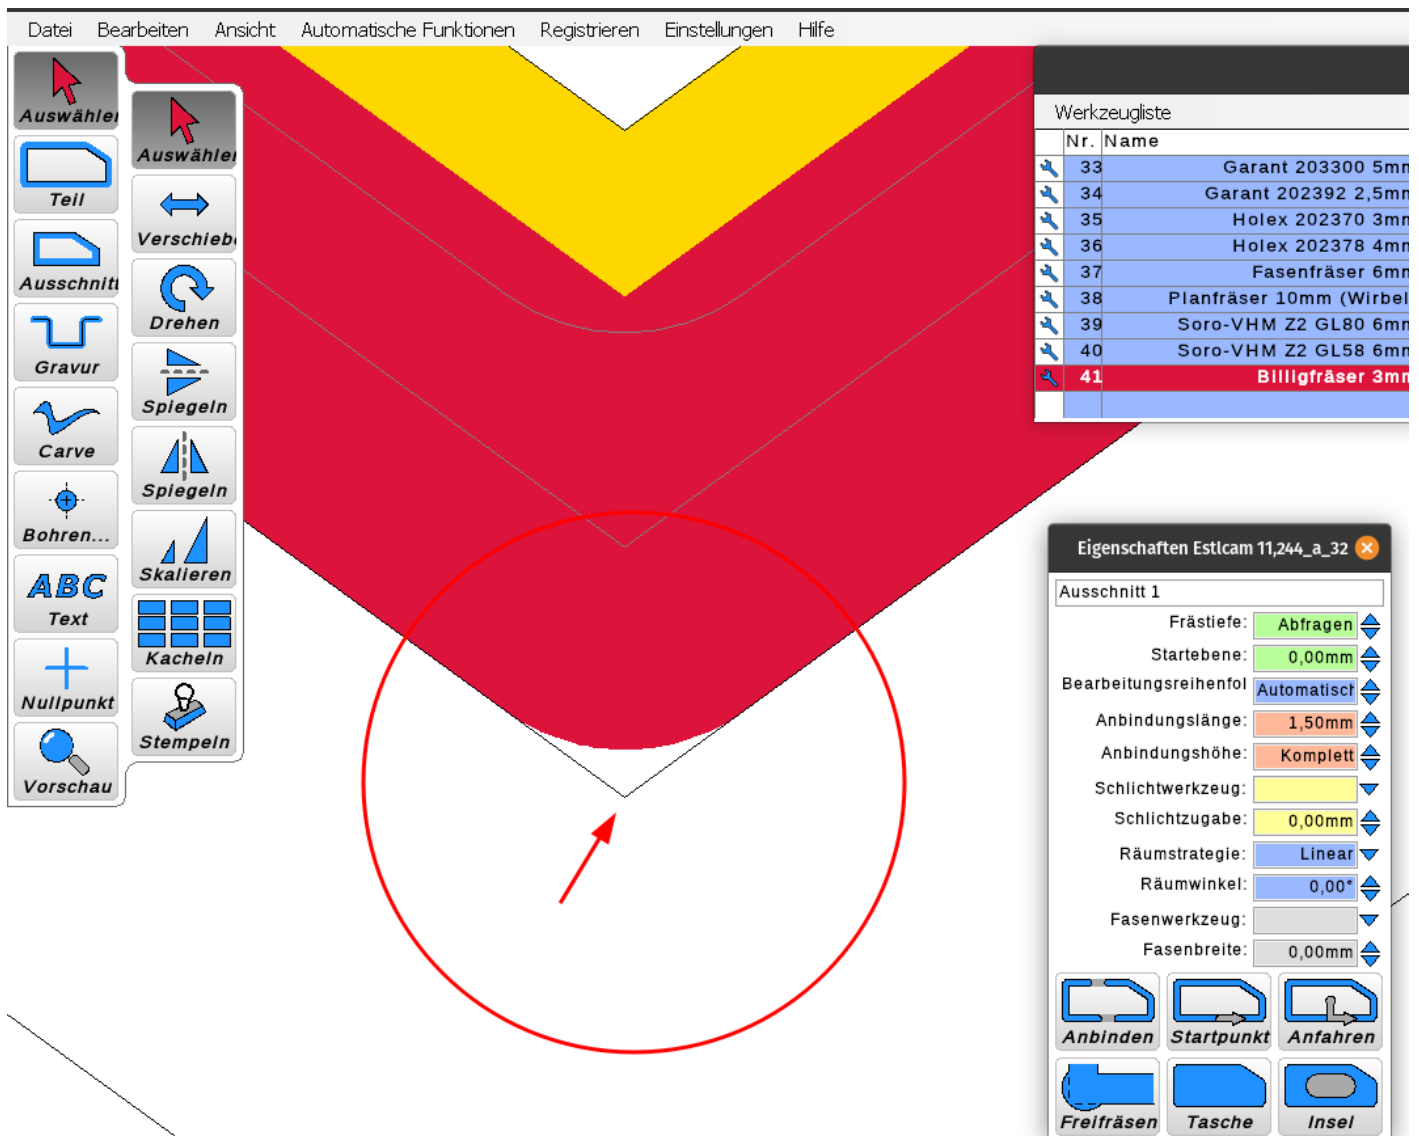 Datei Bearbeiten Ansicht Automatische Funktionen Registrieren Einstellungen Hilfe
Auswähler
Teil
Ausschnitt
Gravur
Carve
Bohren...
ABC
Text
Nullpunkt
Vorschau
Auswähler
Verschiebe
Drehen
Spiegeln
Spiegeln
Skalieren
Kacheln
Stempeln
Werkzeugliste
Nr. Name
33 Garant 203300 5mm
34 Garant 202392 2,5mm
35 Holex 202370 3mm
36 Holex 202378 4mm
37 Fasenfräser 6mm
38 Planfräser 10mm (Wirbel
39 Soro-VHM Z2 GL80 6mm
40 Soro-VHM Z2 GL58 6mm
41 Billigfräser 3mm
Eigenschaften Estlcam 11,244_a_32
Ausschnitt 1
Frästiefe: Abfragen
Startebene: 0,00mm
Bearbeitungsreihenfol Automatisch
Anbindungslänge: 1,50mm
Anbindungshöhe: Komplett
Schlichtwerkzeug:
Schlichtzugabe: 0,00mm
Räumstrategie: Linear
Räumwinkel: 0,00°
Fasenwerkzeug:
Fasenbreite: 0,00mm
Anbinden Startpunkt Anfahren
Freifräsen Tasche Insel